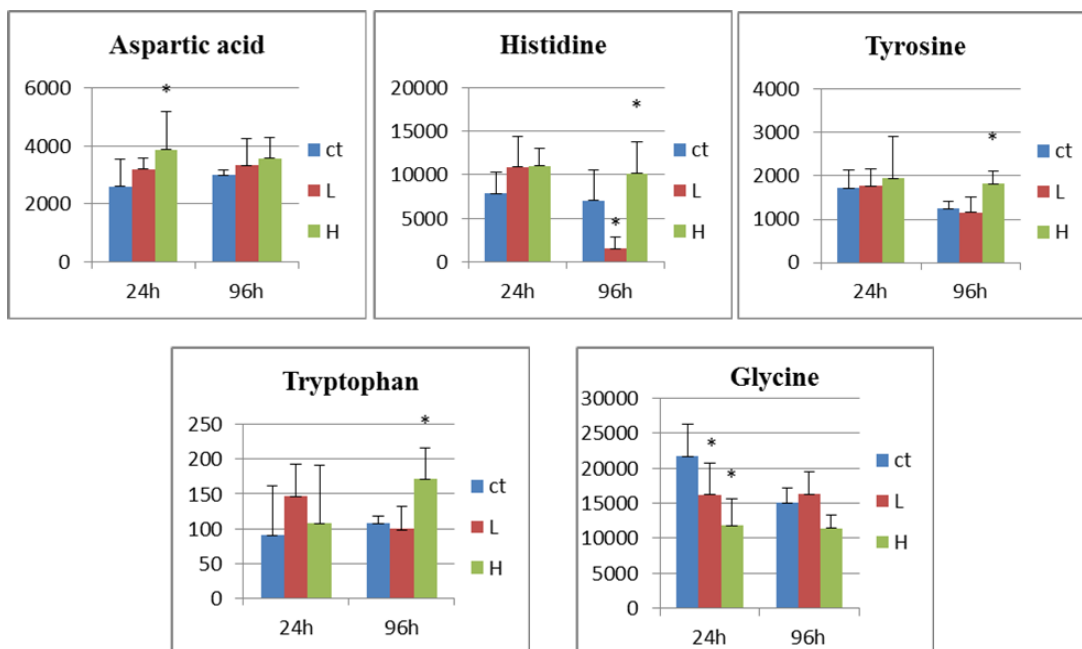 Aspartic acid
6000
*
4000
2000
0
24h
96h
ct
L
H
Histidine
20000
15000
10000
5000
0
*
*
24h
96h
ct
L
H
Tyrosine
4000
3000
2000
1000
0
*
24h
96h
ct
L
H
Tryptophan
250
200
150
100
50
0
*
24h
96h
ct
L
H
Glycine
30000
25000
20000
15000
10000
5000
0
*
*
24h
96h
ct
L
H